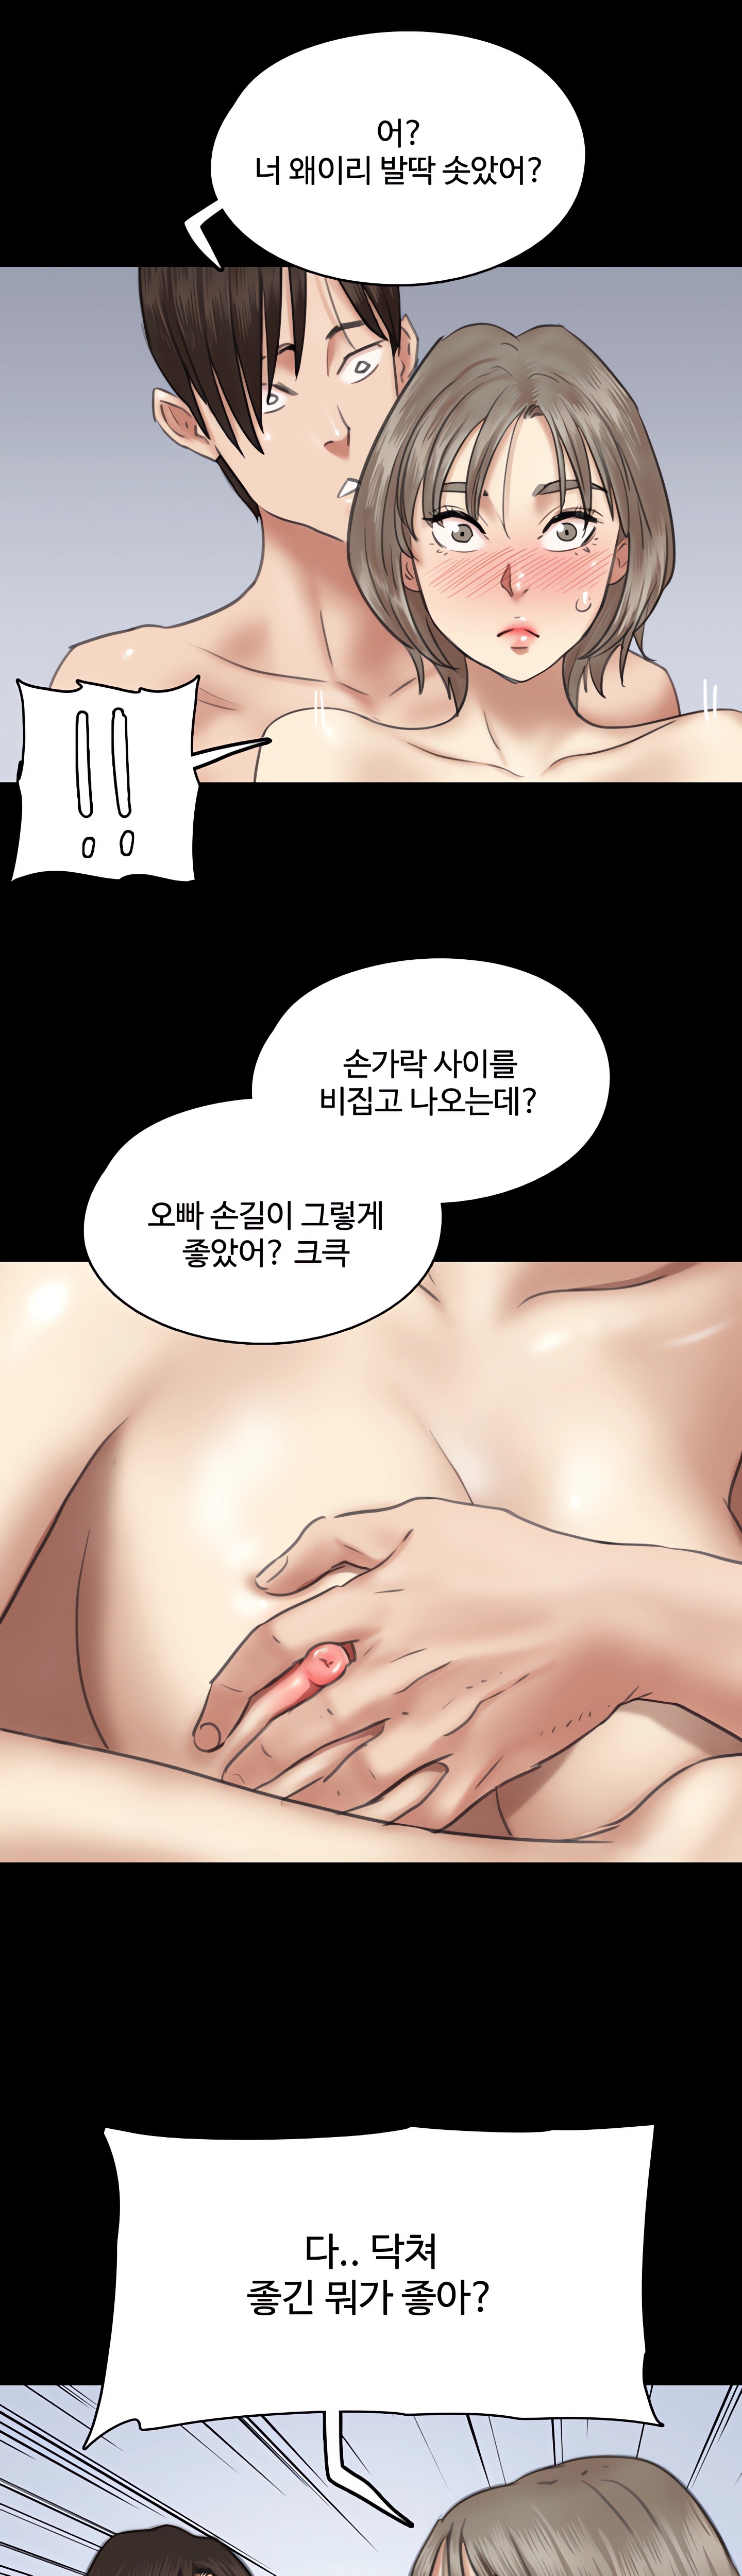 어?
너 왜이리 발딱 솟았어?
!!
손가락 사이를
비집고 나오는데?
오빠 손길이 그렇게
좋았어? 크큭
다.. 닥쳐
좋긴 뭐가 좋아?